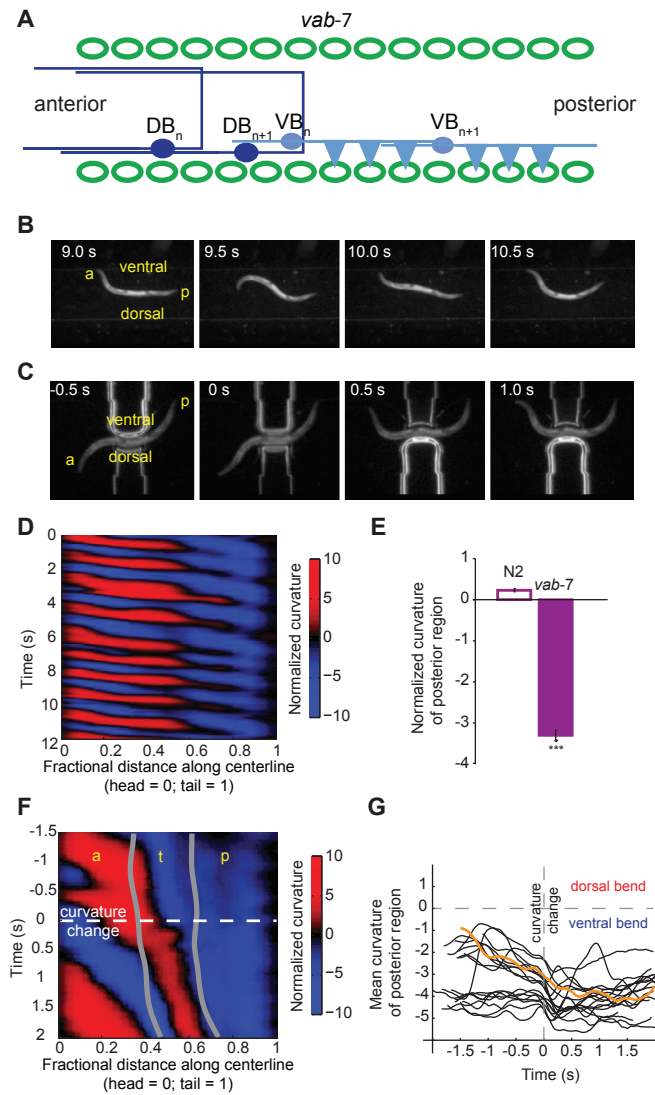 A
vab-7
anterior
posterior
DBn
DBn+1
VBn
VBn+1
B
9.0 s
9.5 s
10.0 s
10.5 s
a
ventral
p
dorsal
C
-0.5 s
0 s
0.5 s
1.0 s
p
ventral
dorsal
a
D
0
2
4
6
8
10
12
Time (s)
0
0.2
0.4
0.6
0.8
1
Fractional distance along centerline
(head = 0; tail = 1)
10
5
0
−5
−10
Normalized curvature
E
1
0
-1
-2
-3
-4
Normalized curvature
of posterior region
N2
vab-7
***
F
-1.5
-1
-0.5
0
0.5
1
1.5
2
Time (s)
a
t
p
curvature
change
0
0.2
0.4
0.6
0.8
1
Fractional distance along centerline
(head = 0; tail = 1)
10
5
0
−5
−10
Normalized curvature
G
1
0
-1
-2
-3
-4
-5
Mean curvature
of posterior region
curvature
change
dorsal bend
ventral bend
-1.5
-1
-0.5
0
0.5
1
1.5
Time (s)